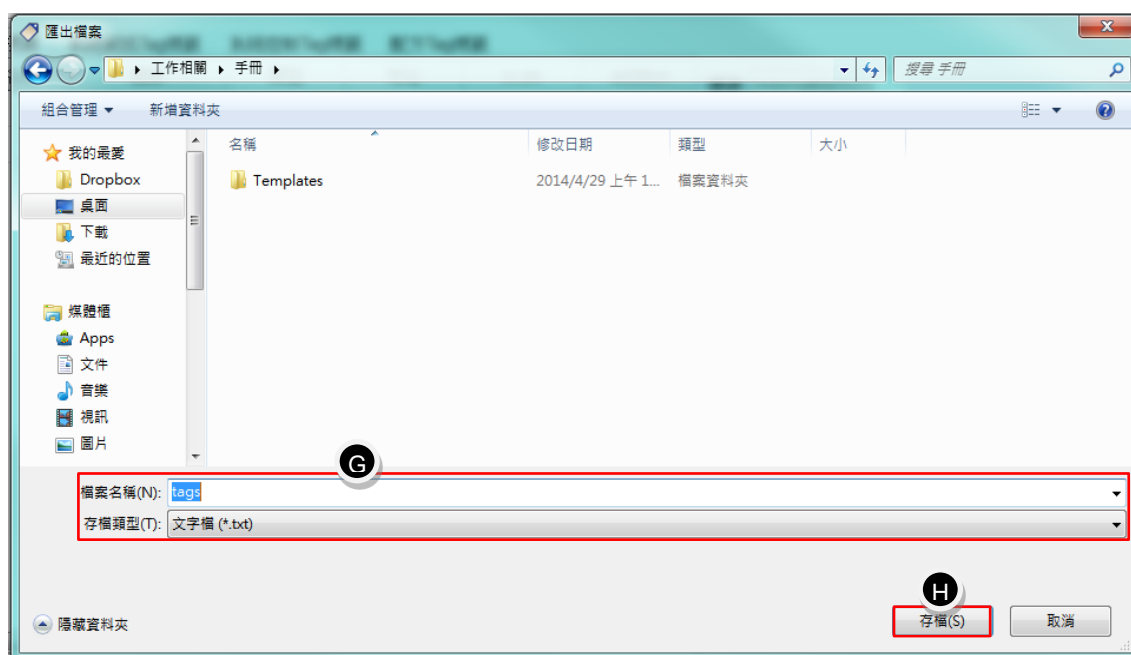 匯出檔案
工作相關 手冊
搜尋 手冊
組合管理 新增資料夾
我的最愛
Dropbox
桌面
下載
最近的位置
媒體櫃
Apps
文件
音樂
視訊
圖片
名稱 修改日期 類型 大小
Templates 2014/4/29 上午 1... 檔案資料夾
G
檔案名稱(N): tags
存檔類型(T): 文字檔 (*.txt)
H
隱藏資料夾 存檔(S) 取消